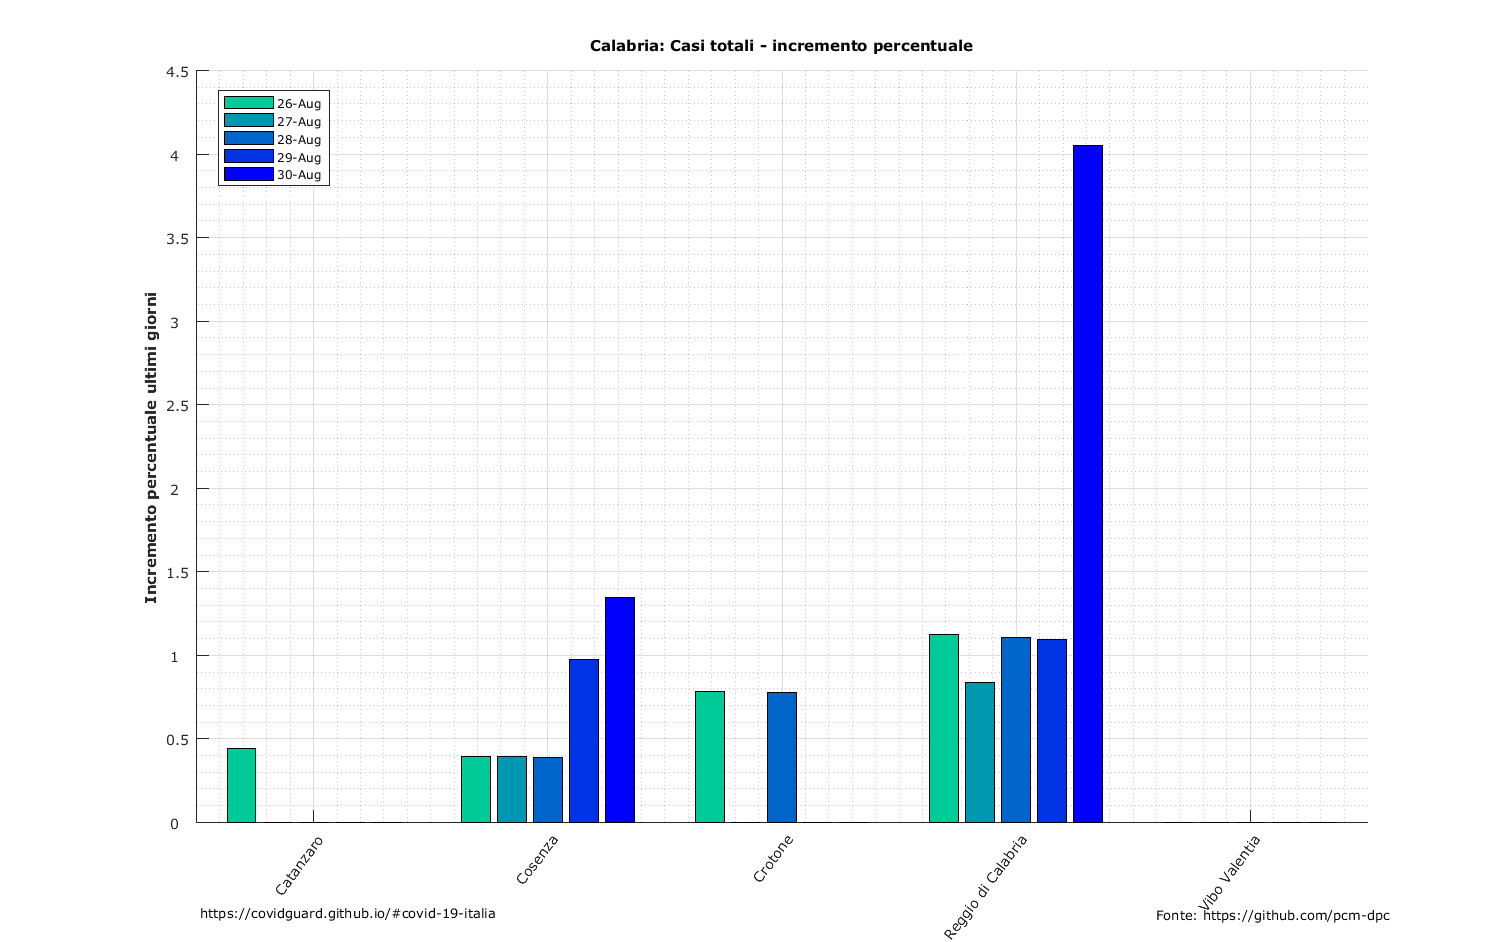 Calabria: Casi totali - incremento percentuale
4.5
4
3.5
3
2.5
2
1.5
1
0.5
0
26-Aug
27-Aug
28-Aug
29-Aug
30-Aug
Incremento percentuale ultimi giorni
Catanzaro
Cosenza
Crotone
Reggio di Calabria
Vibo Valentia
https://covidguard.github.io/#covid-19-italia
Fonte: https://github.com/pcm-dpc